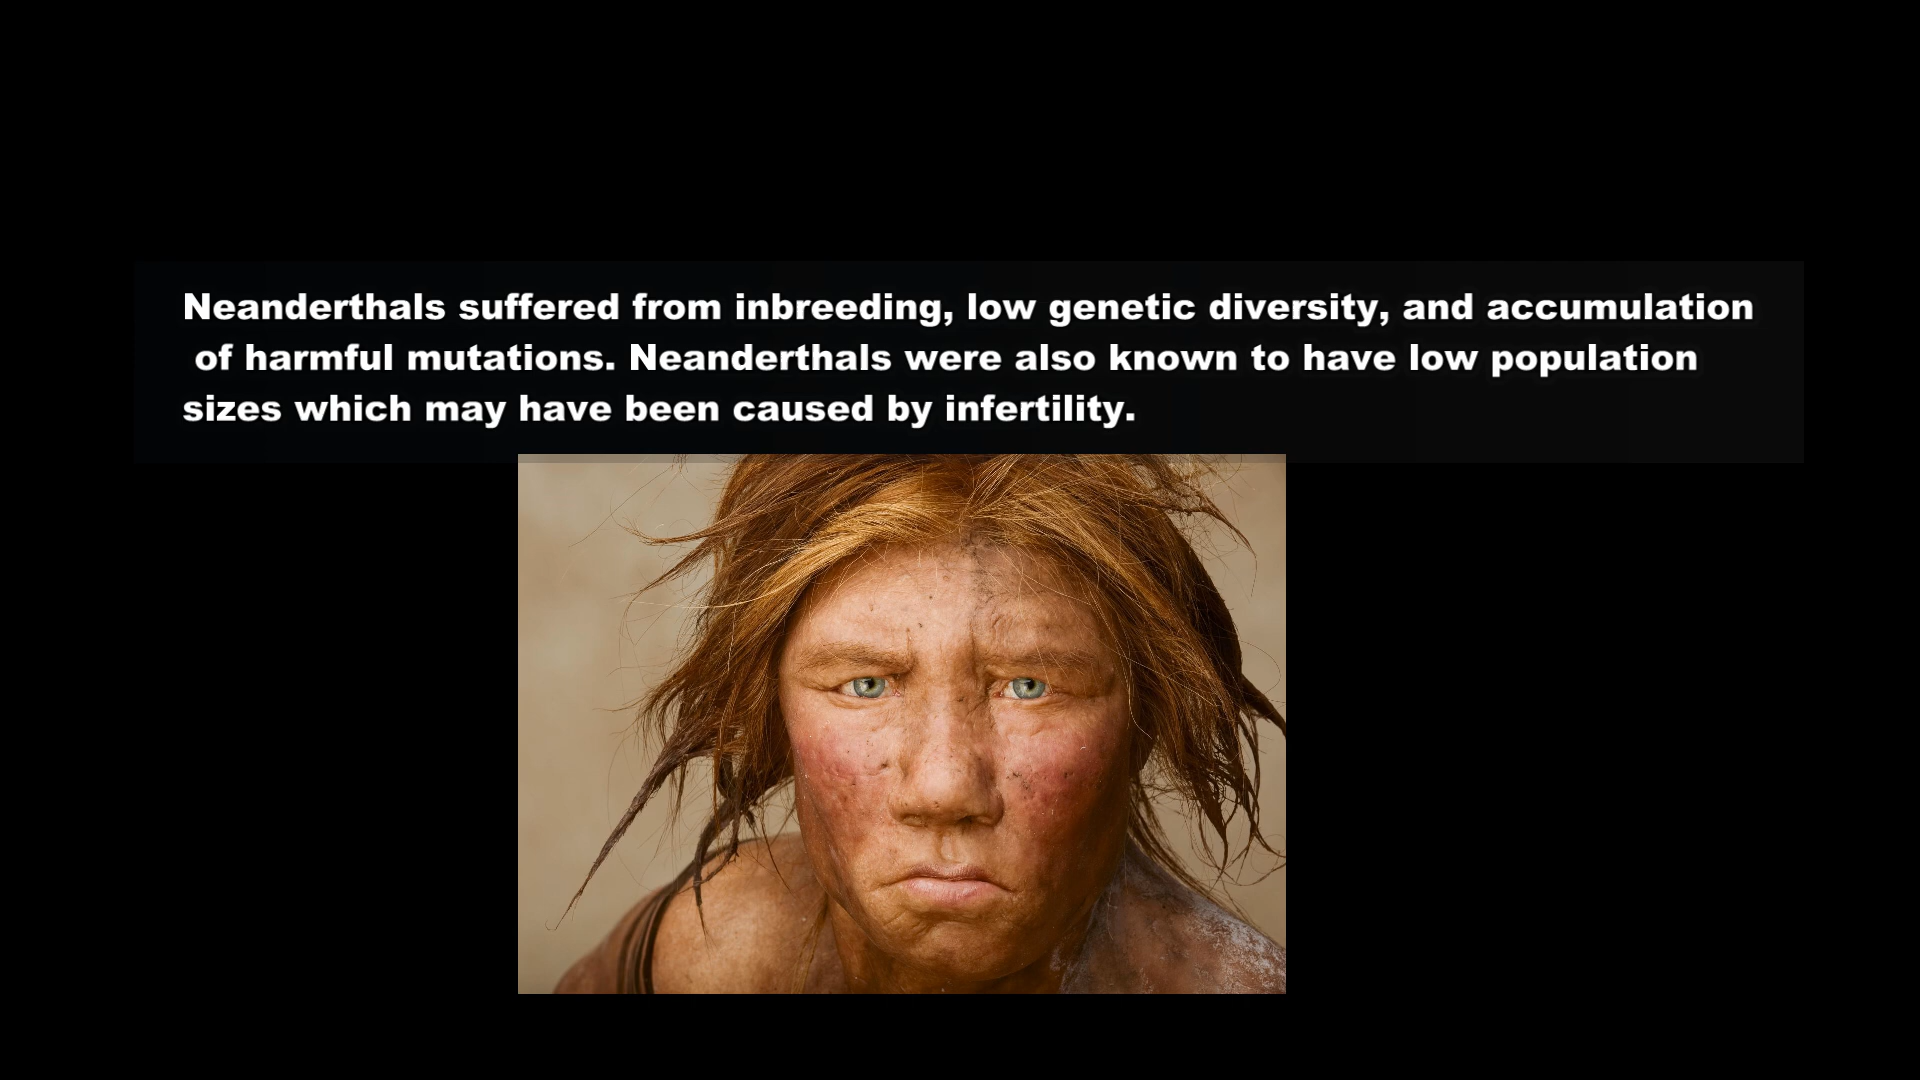 Neanderthals suffered from inbreeding, low genetic diversity, and accumulation
of harmful mutations. Neanderthals were also known to have low population
sizes which may have been caused by infertility.